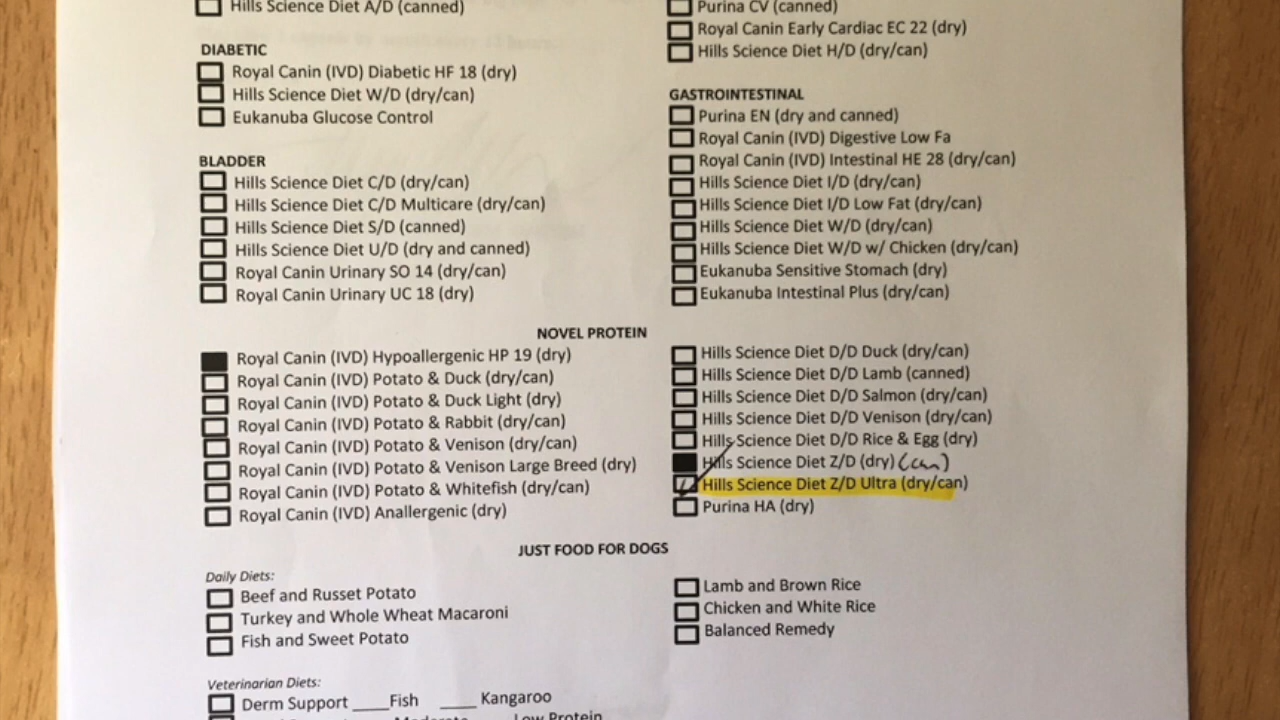 Hills Science Diet A/D (canned)
DIABETIC
Royal Canin (IVD) Diabetic HF 18 (dry)
Hills Science Diet W/D (dry/can)
Eukanuba Glucose Control
BLADDER
Hills Science Diet C/D (dry/can)
Hills Science Diet C/D Multicare (dry/can)
Hills Science Diet S/D (canned)
Hills Science Diet U/D (dry and canned)
Royal Canin Urinary SO 14 (dry/can)
Royal Canin Urinary UC 18 (dry)
Purina CV (canned)
Royal Canin Early Cardiac EC 22 (dry)
Hills Science Diet H/D (dry/can)
GASTROINTESTINAL
Purina EN (dry and canned)
Royal Canin (IVD) Digestive Low Fa
Royal Canin (IVD) Intestinal HE 28 (dry/can)
Hills Science Diet I/D (dry/can)
Hills Science Diet I/D Low Fat (dry/can)
Hills Science Diet W/D (dry/can)
Hills Science Diet W/D w/ Chicken (dry/can)
Eukanuba Sensitive Stomach (dry)
Eukanuba Intestinal Plus (dry/can)
NOVEL PROTEIN
Royal Canin (IVD) Hypoallergenic HP 19 (dry)
Royal Canin (IVD) Potato & Duck (dry/can)
Royal Canin (IVD) Potato & Duck Light (dry)
Royal Canin (IVD) Potato & Rabbit (dry/can)
Royal Canin (IVD) Potato & Venison (dry/can)
Royal Canin (IVD) Potato & Venison Large Breed (dry)
Royal Canin (IVD) Potato & Whitefish (dry/can)
Royal Canin (IVD) Anallergenic (dry)
Hills Science Diet D/D Duck (dry/can)
Hills Science Diet D/D Lamb (canned)
Hills Science Diet D/D Salmon (dry/can)
Hills Science Diet D/D Venison (dry/can)
Hills Science Diet D/D Rice & Egg (dry)
Hills Science Diet Z/D (dry) (can)
Hills Science Diet Z/D Ultra (dry/can)
Purina HA (dry)
JUST FOOD FOR DOGS
Daily Diets:
Beef and Russet Potato
Turkey and Whole Wheat Macaroni
Fish and Sweet Potato
Lamb and Brown Rice
Chicken and White Rice
Balanced Remedy
Veterinarian Diets:
Derm Support ____Fish ____ Kangaroo
Moderate Low Protein